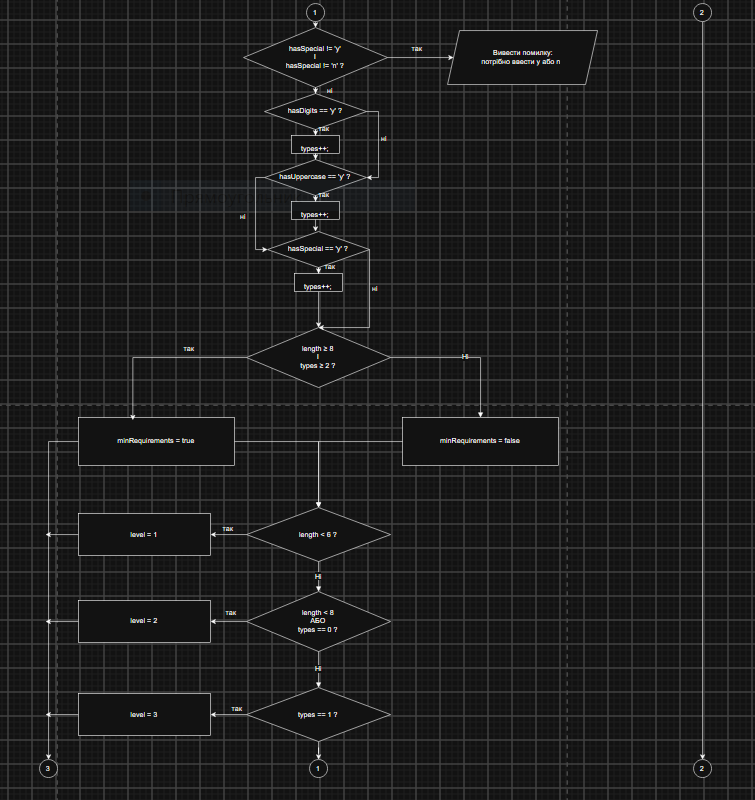 1
2
hasSpecial != 'y'
І
hasSpecial != 'n' ?
так
Вивести помилку:
потрібно ввести y або n
ні
hasDigits == 'y' ?
так
ні
types++;
hasUppercase == 'y' ?
так
types++;
ні
hasSpecial == 'y' ?
так
types++;
ні
length ≥ 8
І
types ≥ 2 ?
так
Ні
minRequirements = true
minRequirements = false
level = 1
так
length < 6 ?
Ні
level = 2
так
length < 8
АБО
types == 0 ?
Ні
level = 3
так
types == 1 ?
3
1
2